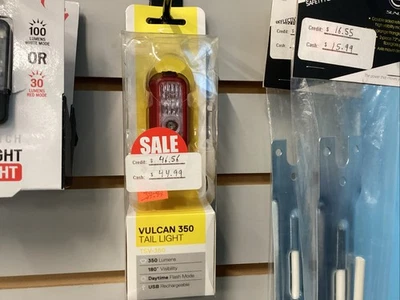 100
LUMENS
WHITE MODE
OR
30
LUMENS
RED MODE
GHT
SALE
Credit: $ 46.56
Cash: $ 44.99
VULCAN 350
TAIL LIGHT
350 Lumens
180° Visibility
Daytime Flash Mode
USB Rechargeable
Credit: $ 16.55
Cash: $ 15.99